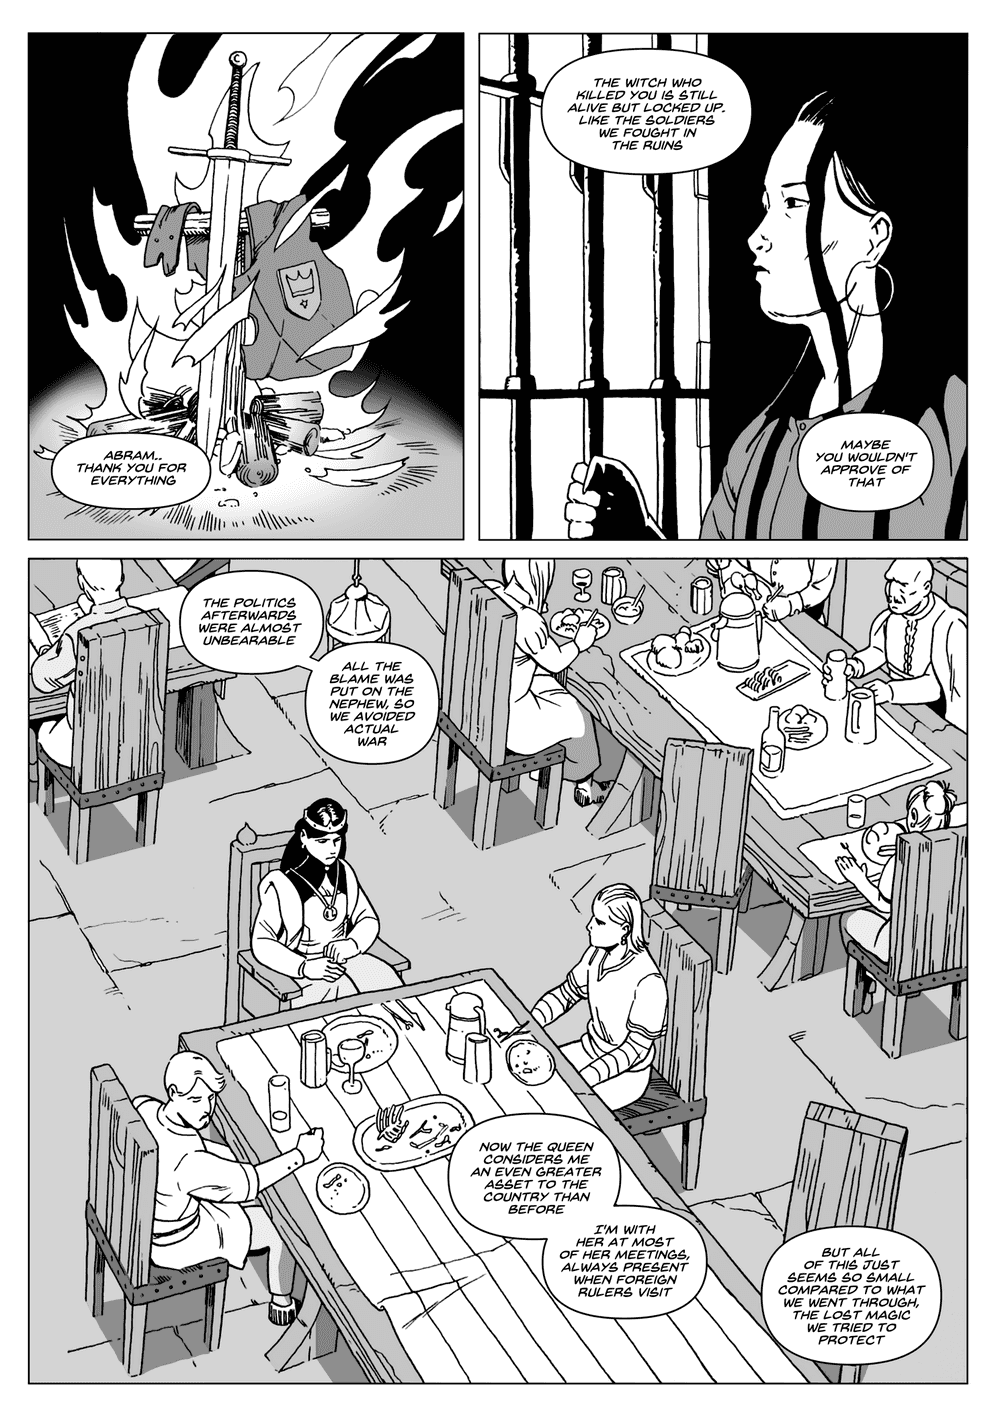 ABRAM..
THANK YOU FOR
EVERYTHING
THE WITCH WHO
KILLED YOU IS STILL
ALIVE BUT LOCKED UP.
LIKE THE SOLDIERS
WE FOUGHT IN
THE RUINS
MAYBE
YOU WOULDN'T
APPROVE OF
THAT
THE POLITICS
AFTERWARDS
WERE ALMOST
UNBEARABLE
ALL THE
BLAME WAS
PUT ON THE
NEPHEW, SO
WE AVOIDED
ACTUAL
WAR
NOW THE QUEEN
CONSIDERS ME
AN EVEN GREATER
ASSET TO THE
COUNTRY THAN
BEFORE
I'M WITH
HER AT MOST
OF HER MEETINGS,
ALWAYS PRESENT
WHEN FOREIGN
RULERS VISIT
BUT ALL
OF THIS JUST
SEEMS SO SMALL
COMPARED TO WHAT
WE WENT THROUGH,
THE LOST MAGIC
WE TRIED TO
PROTECT